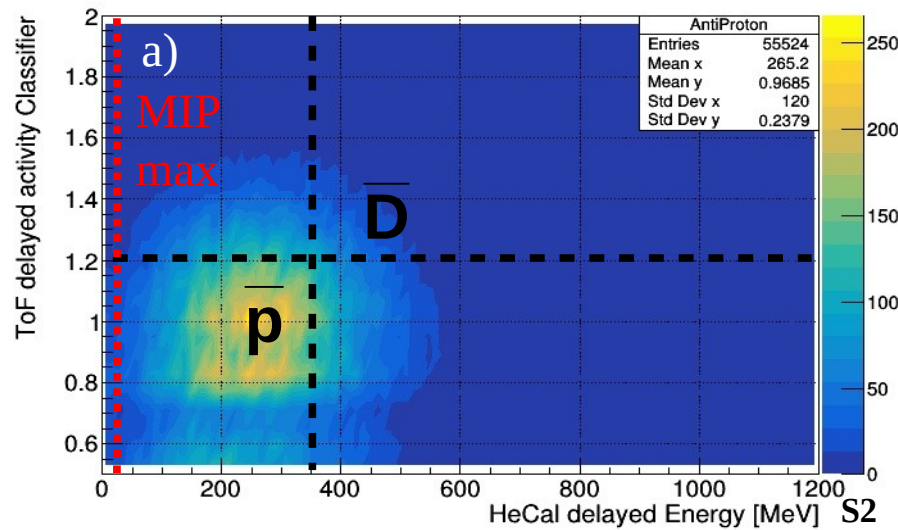 a)
MIP
max
D
p
AntiProton
Entries 55524
Mean x 265.2
Mean y 0.9685
Std Dev x 120
Std Dev y 0.2379
ToF delayed activity Classifier
2
1.8
1.6
1.4
1.2
1
0.8
0.6
0 200 400 600 800 1000 1200
HeCal delayed Energy [MeV]
250
200
150
100
50
0
S2